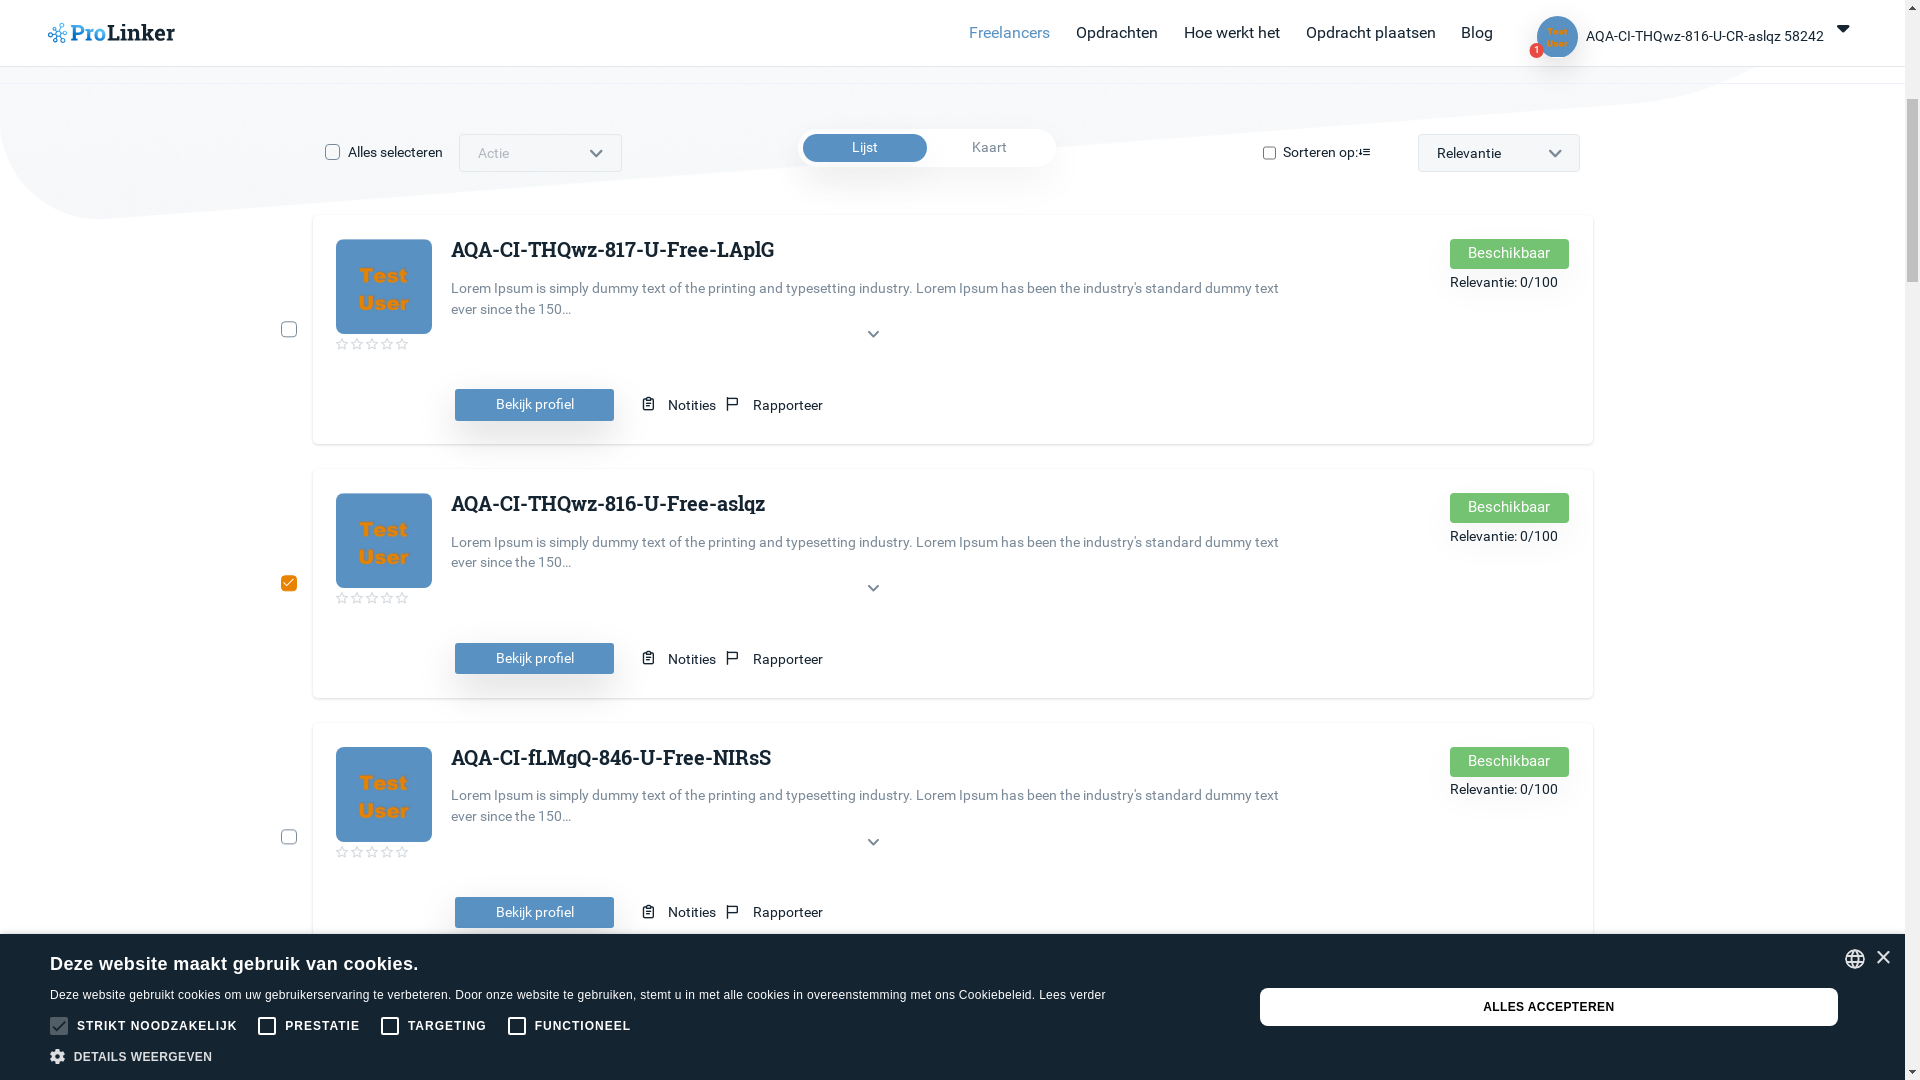 ProLinker
Freelancers Opdrachten Hoe werkt het Opdracht plaatsen Blog
Test User
1
AQA-CI-THQwz-816-U-CR-aslqz 58242
Alles selecteren
Actie
Lijst Kaart
Sorteren op:
Relevantie
Test
User
AQA-CI-THQwz-817-U-Free-LAplG
Lorem Ipsum is simply dummy text of the printing and typesetting industry. Lorem Ipsum has been the industry's standard dummy text
ever since the 150...
Beschikbaar
Relevantie: 0/100
Bekijk profiel Notities Rapporteer
Test
User
AQA-CI-THQwz-816-U-Free-aslqz
Lorem Ipsum is simply dummy text of the printing and typesetting industry. Lorem Ipsum has been the industry's standard dummy text
ever since the 150...
Beschikbaar
Relevantie: 0/100
Bekijk profiel Notities Rapporteer
Test
User
AQA-CI-fLMgQ-846-U-Free-NIRsS
Lorem Ipsum is simply dummy text of the printing and typesetting industry. Lorem Ipsum has been the industry's standard dummy text
ever since the 150...
Beschikbaar
Relevantie: 0/100
Bekijk profiel Notities Rapporteer
Deze website maakt gebruik van cookies.
Deze website gebruikt cookies om uw gebruikerservaring te verbeteren. Door onze website te gebruiken, stemt u in met alle cookies in overeenstemming met ons Cookiebeleid. Lees verder
STRIKT NOODZAKELIJK PRESTATIE TARGETING FUNCTIONEEL
DETAILS WEERGEVEN
ALLES ACCEPTEREN
×